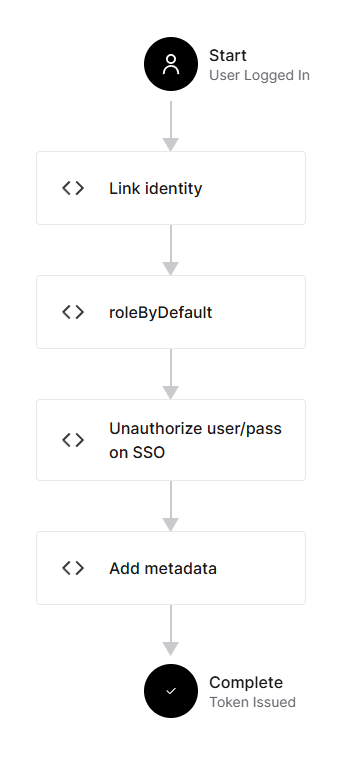 Start
User Logged In
Link identity
roleByDefault
Unauthorize user/pass
on SSO
Add metadata
Complete
Token Issued